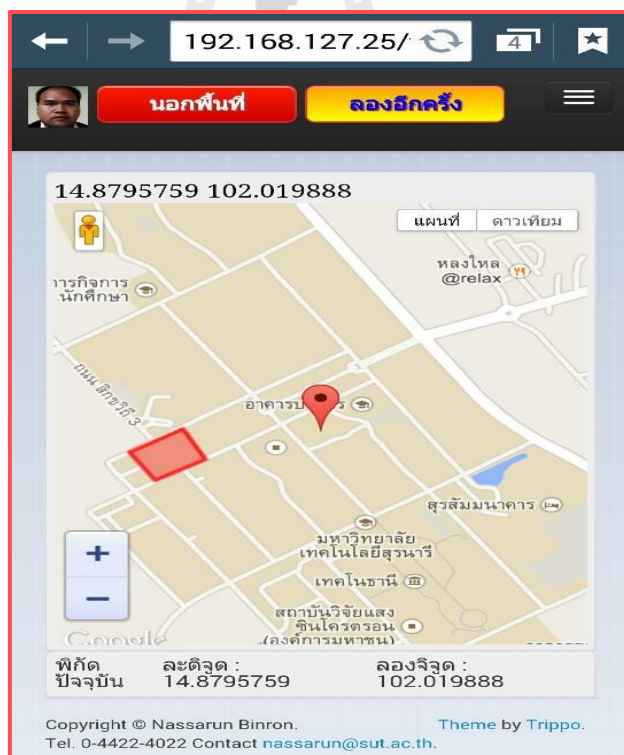 192.168.127.25/
4
นอกพื้นที่ ลองอีกครั้ง
14.8795759 102.019888
แผนที่ ดาวเทียม
หลงใหล
@relax
ารกิจการ
นักศึกษา
ถนน สิกขวิถี 3
สุรสัมมนาคาร
มหาวิทยาลัย
เทคโนโลยีสุรนารี
เทคโนธานี
สถาบันวิจัยแสง
ซินโครตรอน
(องค์การมหาชน)
+
−
Google
พิกัด ละติจูด : ลองจิจูด :
ปัจจุบัน 14.8795759 102.019888
Copyright © Nassarun Binron. Theme by Trippo.
Tel. 0-4422-4022 Contact nassarun@sut.ac.th.